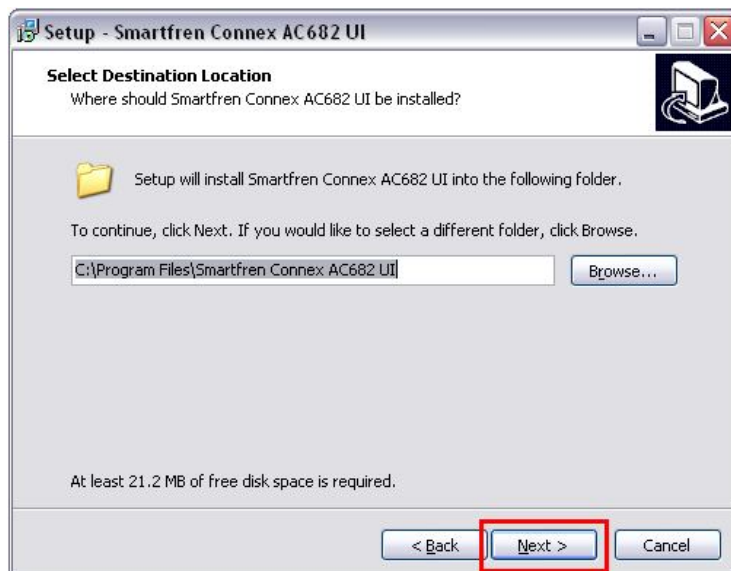 Setup - Smartfren Connex AC682 UI
Select Destination Location
Where should Smartfren Connex AC682 UI be installed?
Setup will install Smartfren Connex AC682 UI into the following folder.
To continue, click Next. If you would like to select a different folder, click Browse.
C:\Program Files\Smartfren Connex AC682 UI
Browse...
At least 21.2 MB of free disk space is required.
< Back
Next >
Cancel